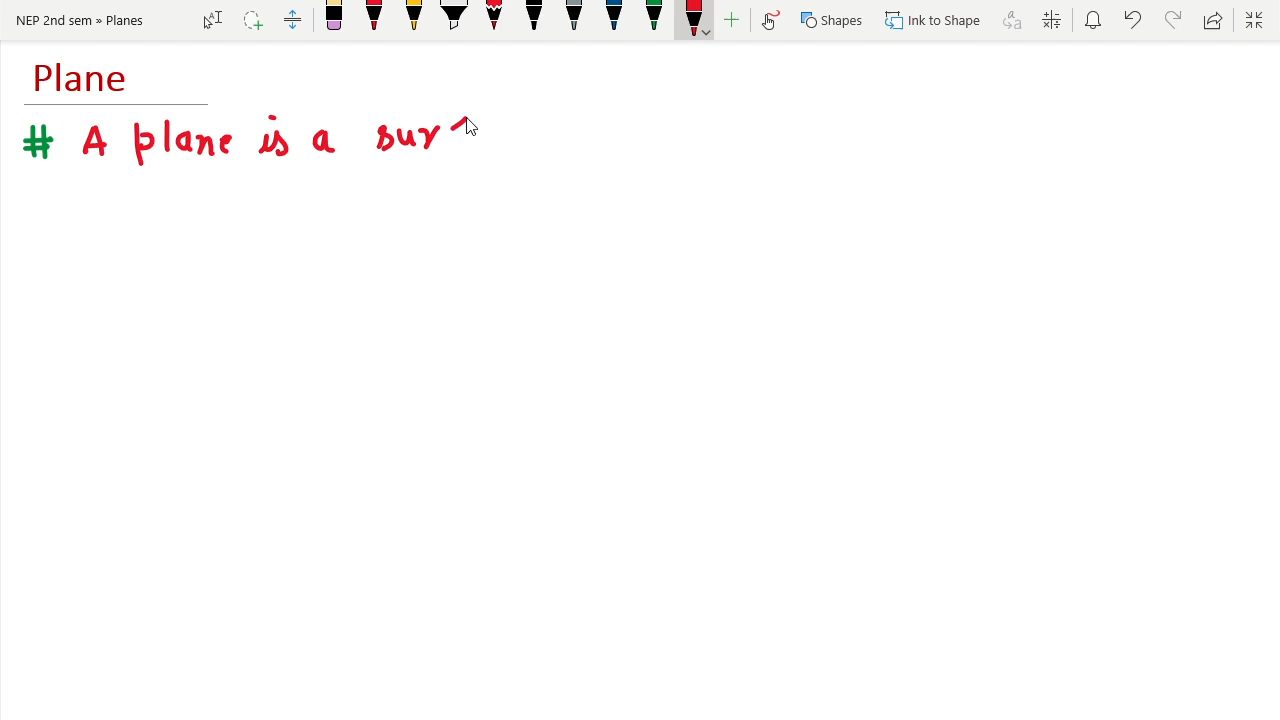 NEP 2nd sem » Planes
Shapes
Ink to Shape
Plane
# A plane is a sur